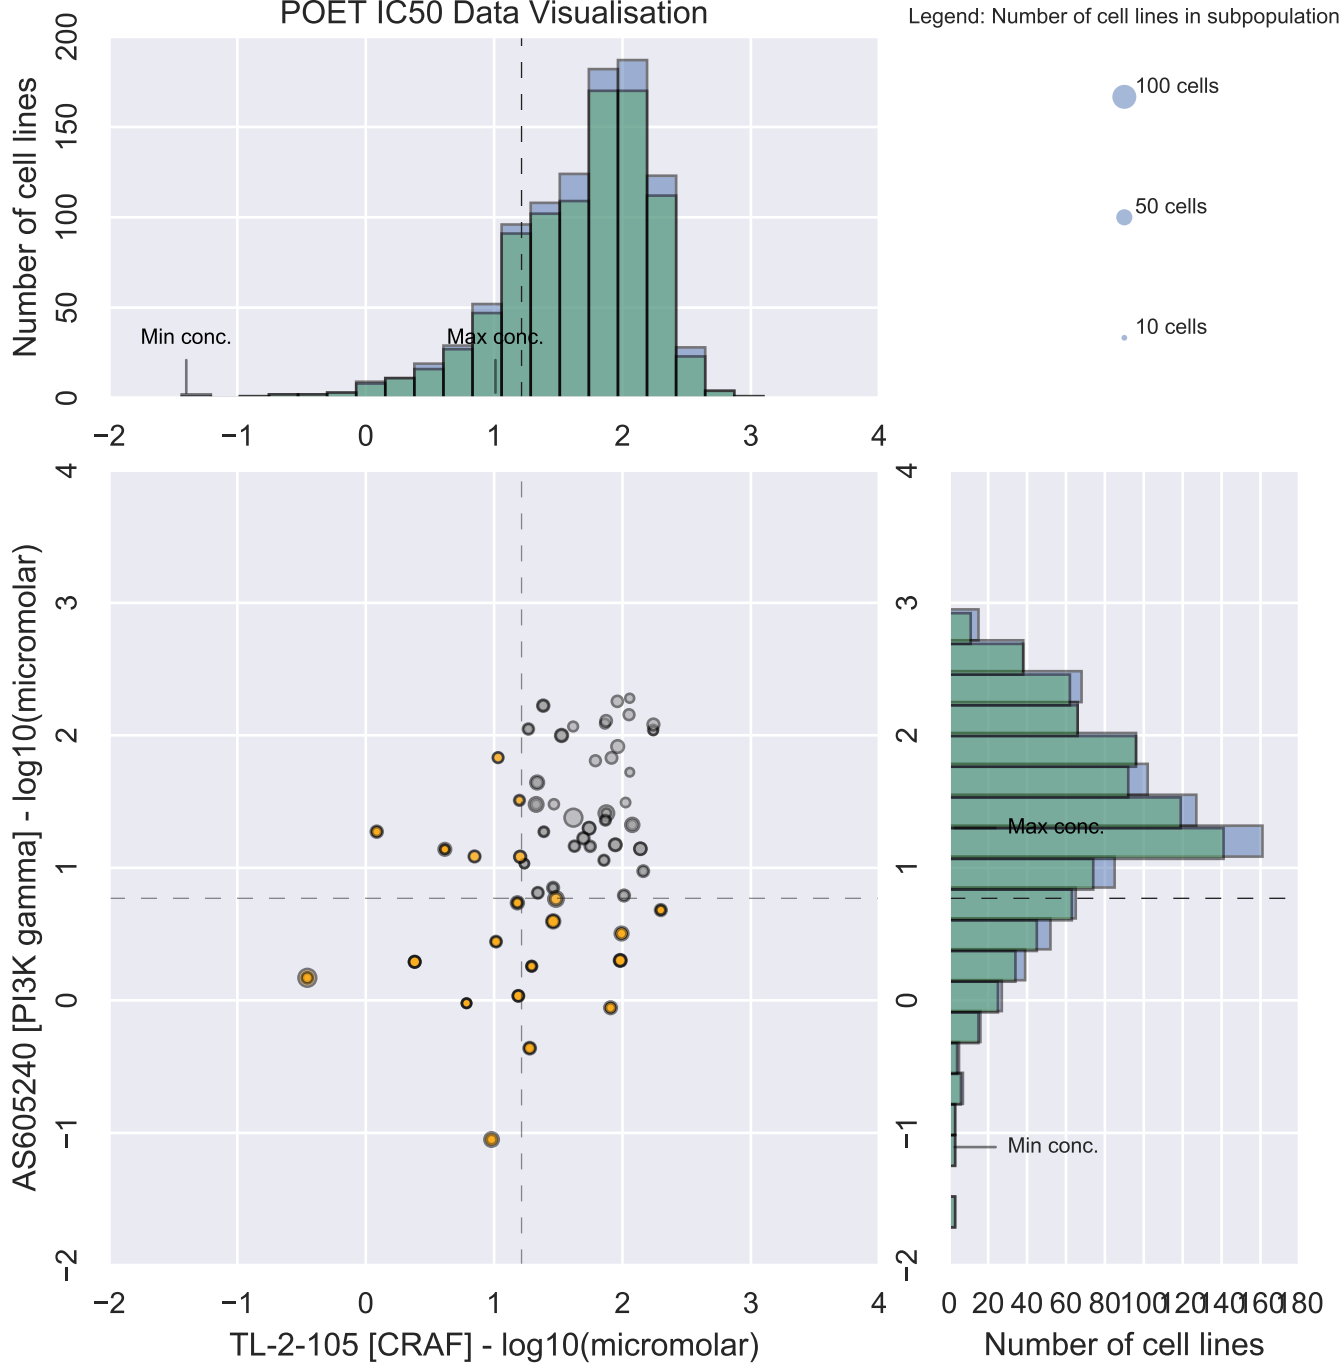 POET IC50 Data Visualisation
Legend: Number of cell lines in subpopulation
100 cells
50 cells
10 cells
Number of cell lines
200
150
100
50
0
Min conc.
Max conc.
−2 −1 0 1 2 3 4
AS605240 [PI3K gamma] - log10(micromolar)
4
3
2
1
0
−1
−2
−2 −1 0 1 2 3 4
TL-2-105 [CRAF] - log10(micromolar)
4
3
2
1
0
−1
−2
Max conc.
Min conc.
0 20 40 60 80 100 120 140 160 180
Number of cell lines